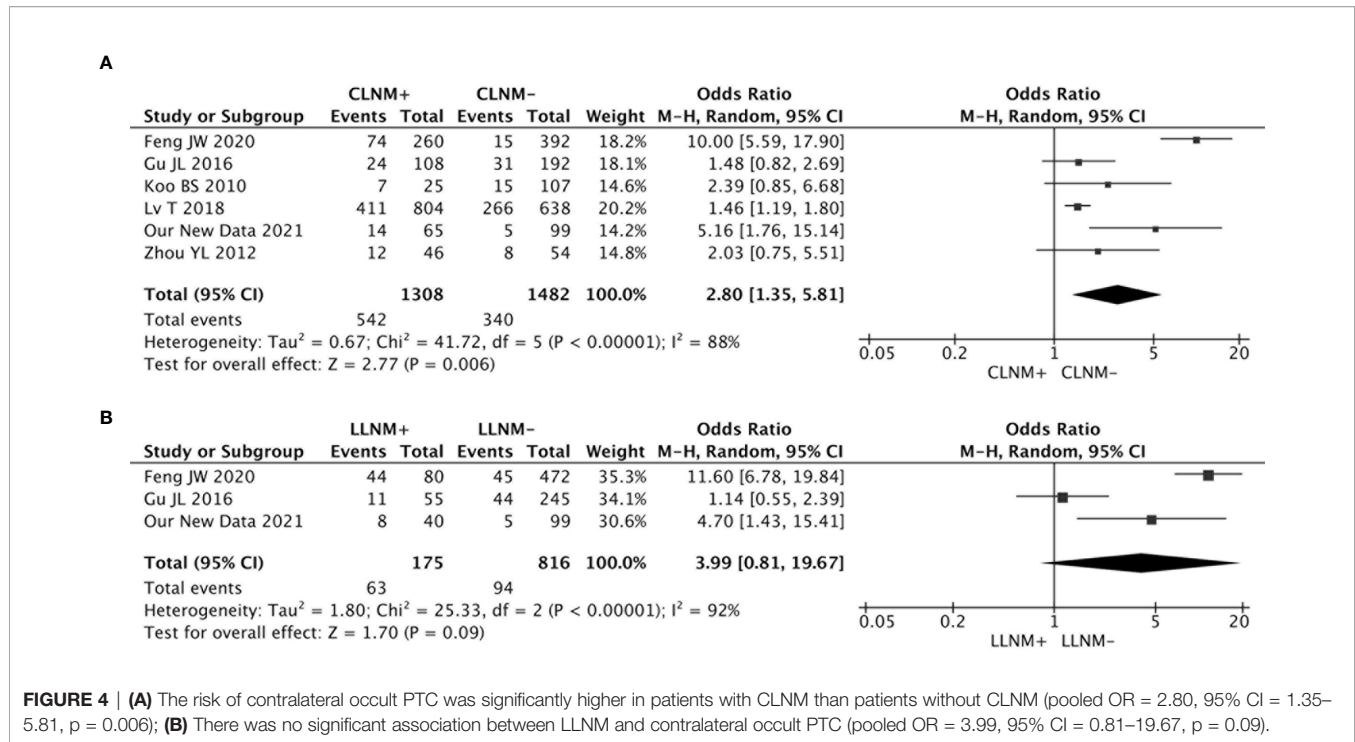 A
CLNM+ CLNM− Odds Ratio Odds Ratio
Study or Subgroup Events Total Events Total Weight M−H, Random, 95% CI M−H, Random, 95% CI
Feng JW 2020 74 260 15 392 18.2% 10.00 [5.59, 17.90]
Gu JL 2016 24 108 31 192 18.1% 1.48 [0.82, 2.69]
Koo BS 2010 7 25 15 107 14.6% 2.39 [0.85, 6.68]
Lv T 2018 411 804 266 638 20.2% 1.46 [1.19, 1.80]
Our New Data 2021 14 65 5 99 14.2% 5.16 [1.76, 15.14]
Zhou YL 2012 12 46 8 54 14.8% 2.03 [0.75, 5.51]
Total (95% CI) 1308 1482 100.0% 2.80 [1.35, 5.81]
Total events 542 340
Heterogeneity: Tau² = 0.67; Chi² = 41.72, df = 5 (P < 0.00001); I² = 88%
Test for overall effect: Z = 2.77 (P = 0.006)
0.05 0.2 1 5 20
CLNM+ CLNM−
B
LLNM+ LLNM− Odds Ratio Odds Ratio
Study or Subgroup Events Total Events Total Weight M−H, Random, 95% CI M−H, Random, 95% CI
Feng JW 2020 44 80 45 472 35.3% 11.60 [6.78, 19.84]
Gu JL 2016 11 55 44 245 34.1% 1.14 [0.55, 2.39]
Our New Data 2021 8 40 5 99 30.6% 4.70 [1.43, 15.41]
Total (95% CI) 175 816 100.0% 3.99 [0.81, 19.67]
Total events 63 94
Heterogeneity: Tau² = 1.80; Chi² = 25.33, df = 2 (P < 0.00001); I² = 92%
Test for overall effect: Z = 1.70 (P = 0.09)
0.05 0.2 1 5 20
LLNM+ LLNM−
FIGURE 4 | (A) The risk of contralateral occult PTC was significantly higher in patients with CLNM than patients without CLNM (pooled OR = 2.80, 95% CI = 1.35–
5.81, p = 0.006); (B) There was no significant association between LLNM and contralateral occult PTC (pooled OR = 3.99, 95% CI = 0.81–19.67, p = 0.09).